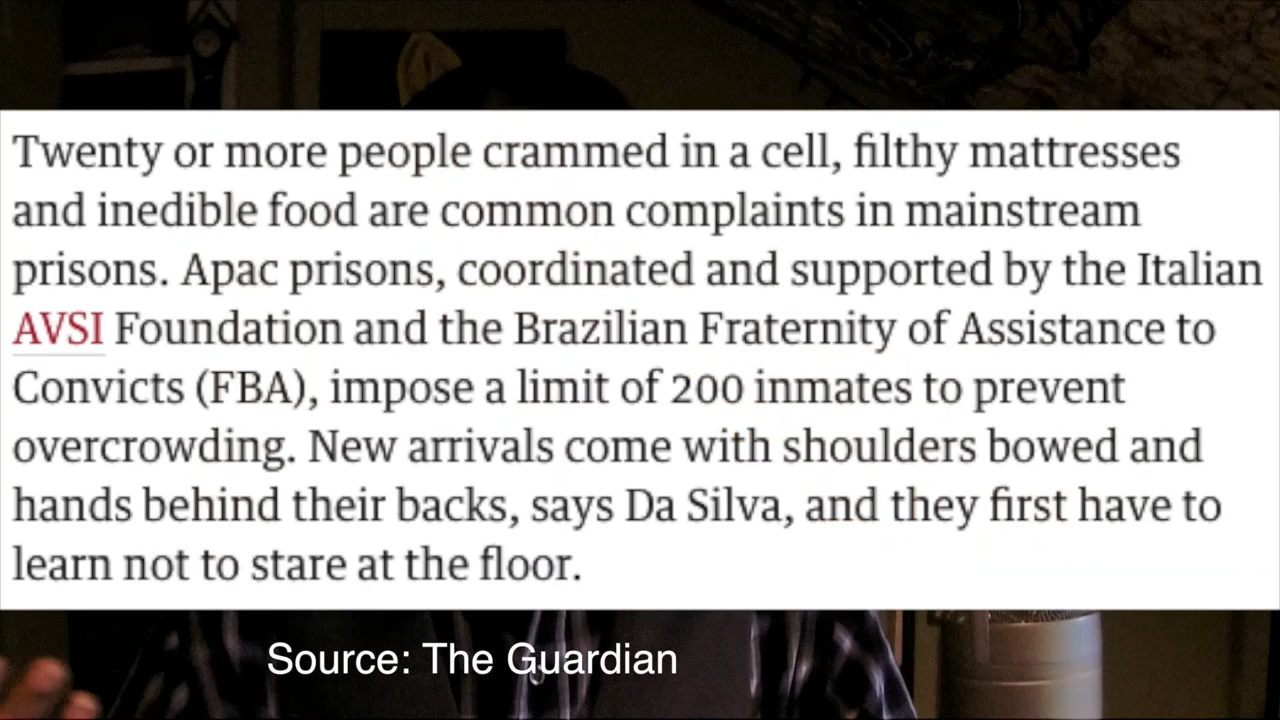 Twenty or more people crammed in a cell, filthy mattresses
and inedible food are common complaints in mainstream
prisons. Apac prisons, coordinated and supported by the Italian
AVSI Foundation and the Brazilian Fraternity of Assistance to
Convicts (FBA), impose a limit of 200 inmates to prevent
overcrowding. New arrivals come with shoulders bowed and
hands behind their backs, says Da Silva, and they first have to
learn not to stare at the floor.
Source: The Guardian